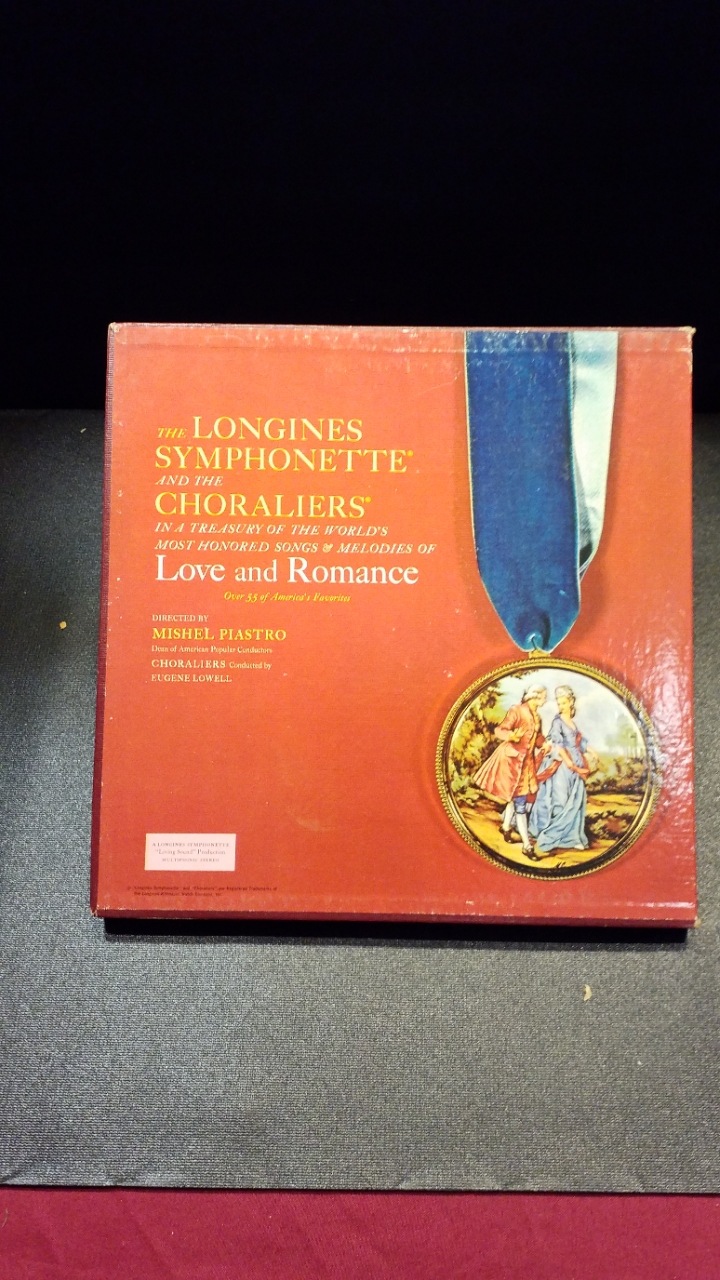 THE LONGINES
SYMPHONETTE®
AND THE
CHORALIERS®
IN A TREASURY OF THE WORLD'S
MOST HONORED SONGS & MELODIES OF
Love and Romance
Over 55 of America's Favorites
DIRECTED BY
MISHEL PIASTRO
Dean of American Popular Conductors
CHORALIERS Conducted by
EUGENE LOWELL
A LONGINES SYMPHONETTE
"Living Sound" Production